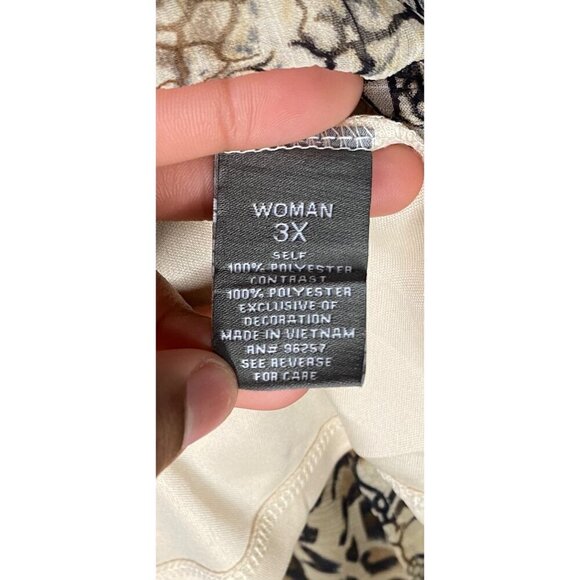 WOMAN
3X
SELF
100% POLYESTER
CONTRAST
100% POLYESTER
EXCLUSIVE OF
DECORATION
MADE IN VIETNAM
RN# 96257
SEE REVERSE
FOR CARE